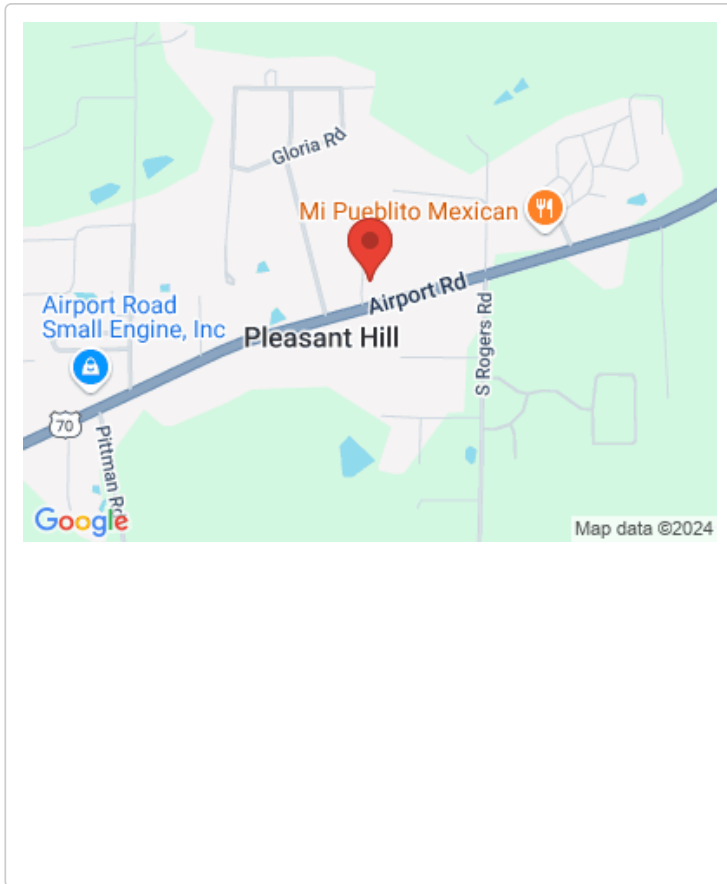 Gloria Rd
Mi Pueblito Mexican
Airport Rd
S Rogers Rd
Airport Road
Small Engine, Inc
Pleasant Hill
70
Pittman Rd
Google
Map data ©2024